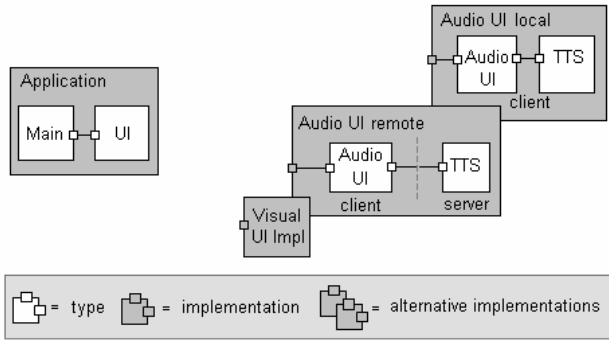 Audio UI local
Audio
UI
TTS
client
Application
Main
UI
Audio UI remote
Audio
UI
TTS
client
server
Visual
UI Impl
= type
= implementation
= alternative implementations